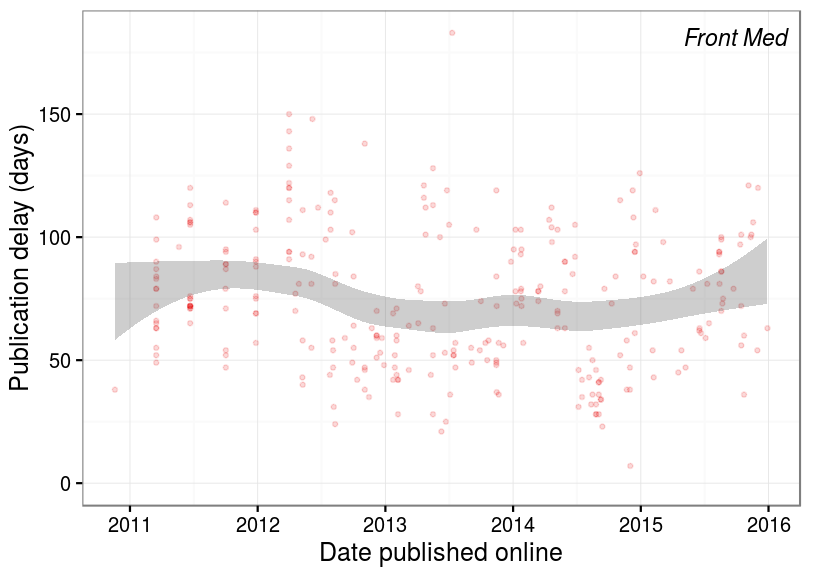 Front Med
Publication delay (days)
150
100
50
0
2011 2012 2013 2014 2015 2016
Date published online